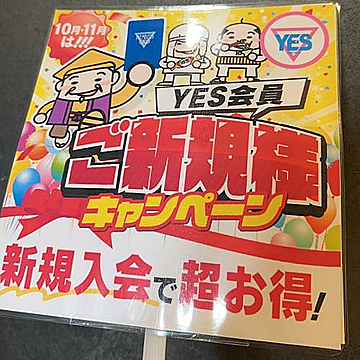 10月・11月
は!!!
YES
YES会員
ご新規様
キャンペーン
新規入会で超お得!